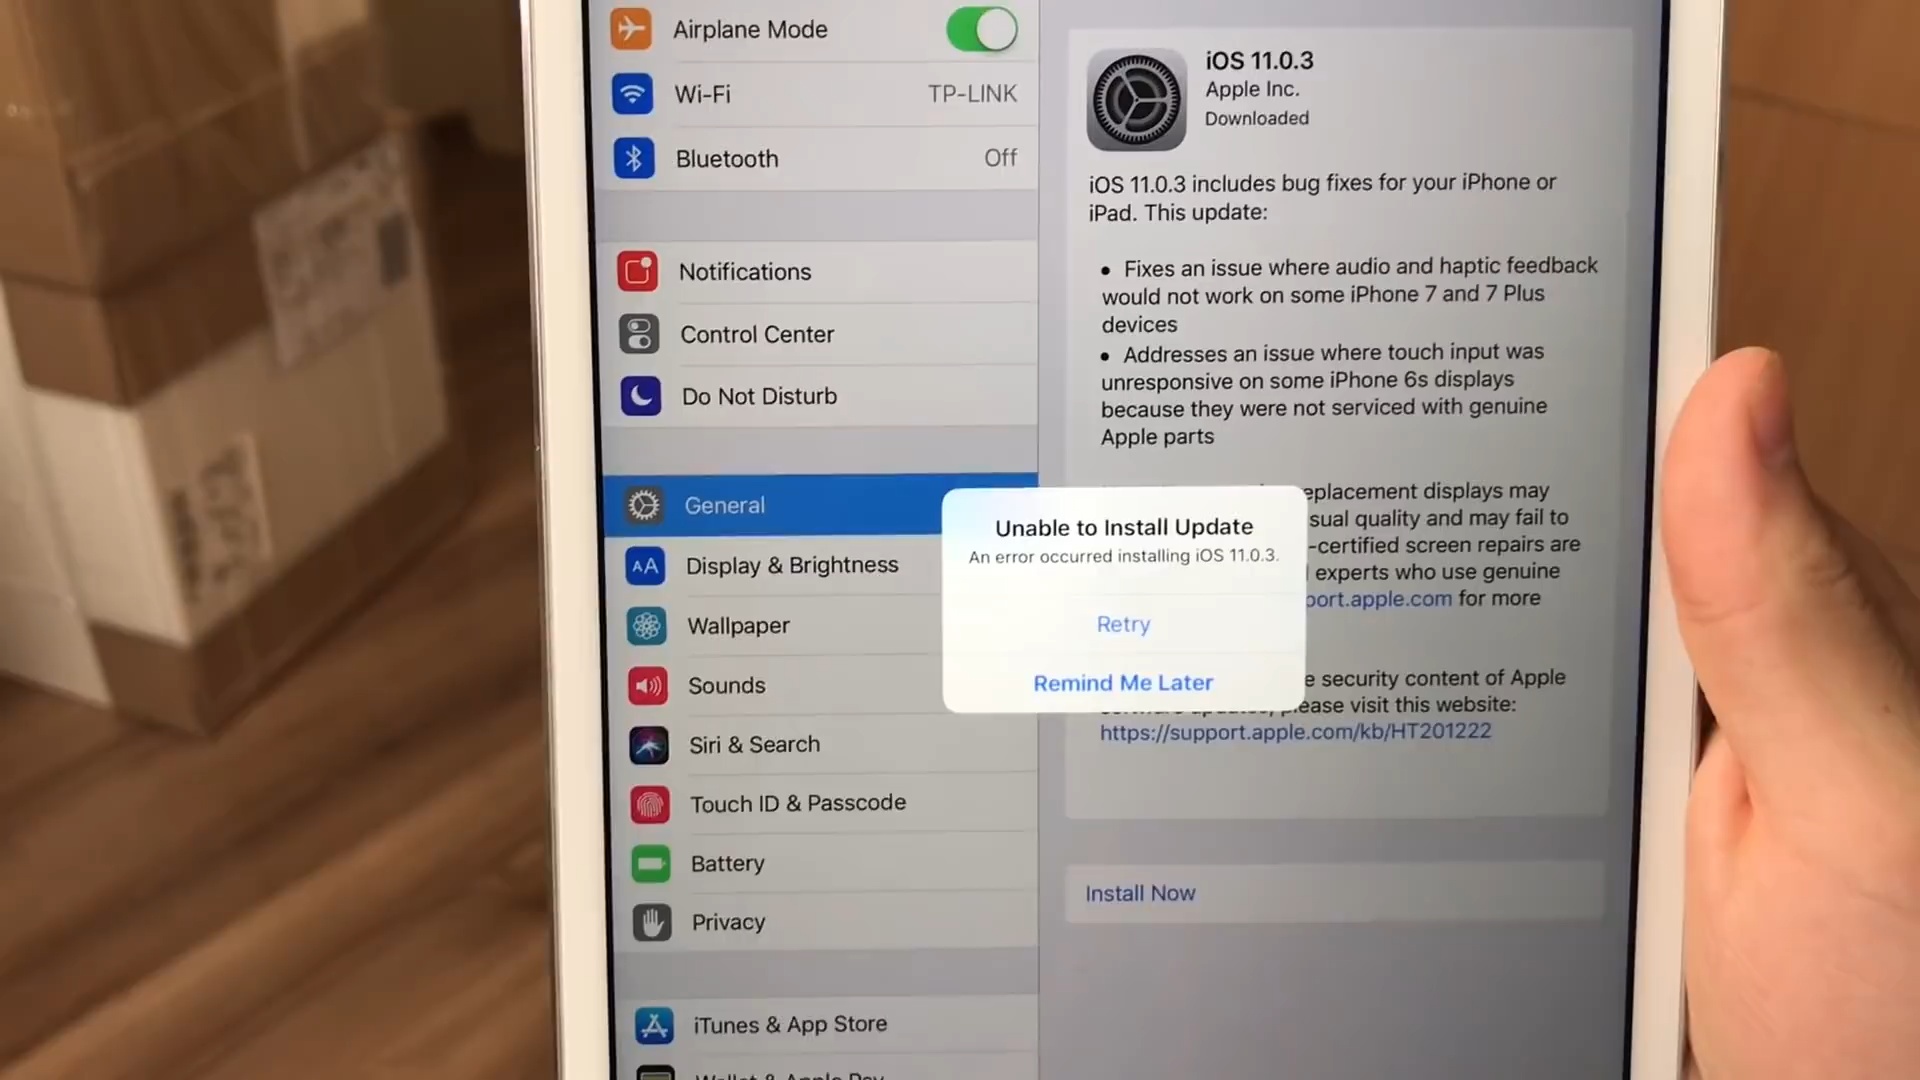 Airplane Mode
Wi-Fi TP-LINK
Bluetooth Off
Notifications
Control Center
Do Not Disturb
General
AA Display & Brightness
Wallpaper
Sounds
Siri & Search
Touch ID & Passcode
Battery
Privacy
iTunes & App Store
Wallet & Apple Pay
iOS 11.0.3
Apple Inc.
Downloaded
iOS 11.0.3 includes bug fixes for your iPhone or
iPad. This update:
• Fixes an issue where audio and haptic feedback
would not work on some iPhone 7 and 7 Plus
devices
• Addresses an issue where touch input was
unresponsive on some iPhone 6s displays
because they were not serviced with genuine
Apple parts
eplacement displays may
sual quality and may fail to
-certified screen repairs are
experts who use genuine
port.apple.com for more
e security content of Apple
software updates, please visit this website:
https://support.apple.com/kb/HT201222
Install Now
Unable to Install Update
An error occurred installing iOS 11.0.3.
Retry
Remind Me Later